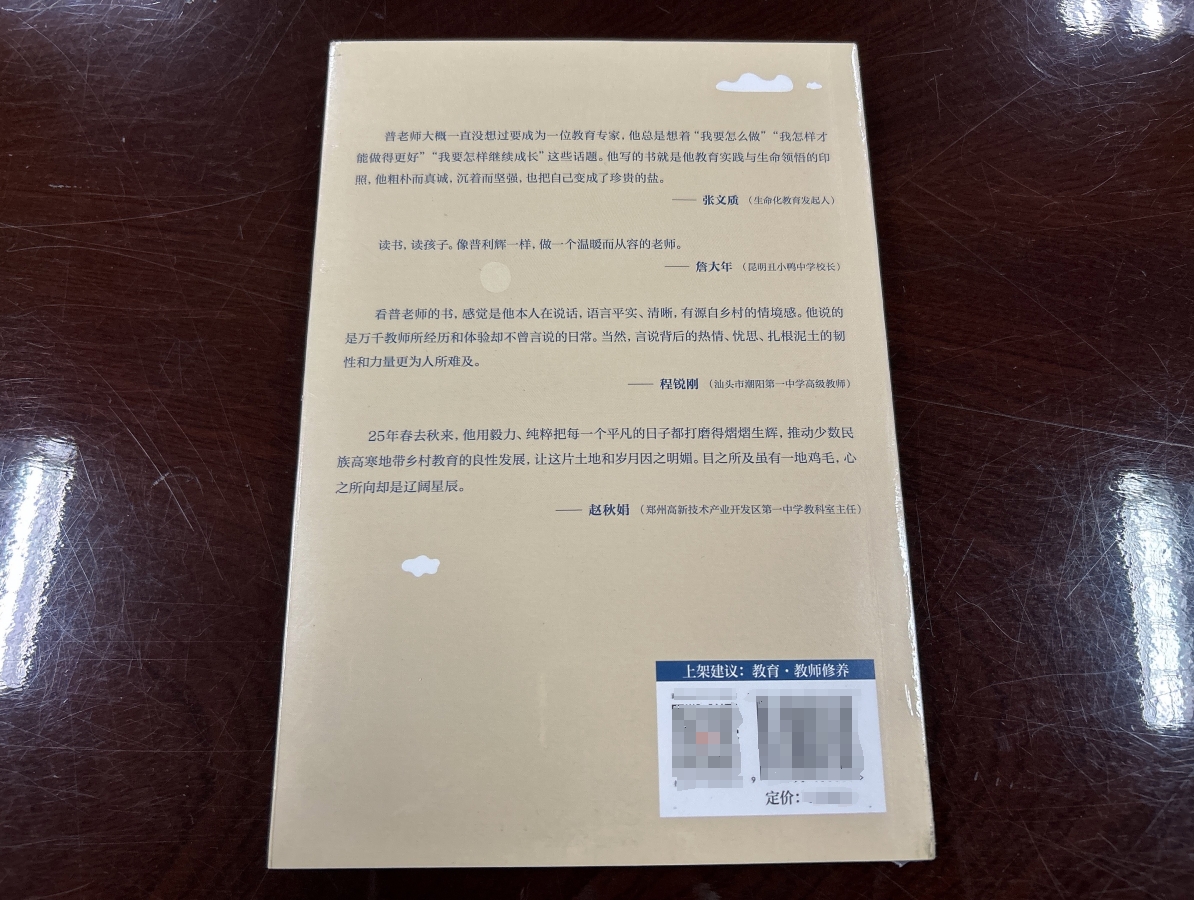 普老师大概一直没想过要成为一位教育专家，他总是想着“我要怎么做”“我怎样才
能做得更好”“我要怎样继续成长”这些话题。他写的书就是他教育实践与生命领悟的印
照，他粗朴而真诚，沉着而坚强，也把自己变成了珍贵的盐。
—— 张文质（生命化教育发起人）
读书，读孩子。像普利辉一样，做一个温暖而从容的老师。
—— 詹大年（昆明丑小鸭中学校长）
看普老师的书，感觉是他本人在说话，语言平实、清晰，有源自乡村的情境感。他说的
是万千教师所经历和体验却不曾言说的日常。当然，言说背后的热情、忧思、扎根泥土的韧
性和力量更为人所难及。
—— 程锐刚（汕头市潮阳第一中学高级教师）
25年春去秋来，他用毅力、纯粹把每一个平凡的日子都打磨得熠熠生辉，推动少数民
族高寒地带乡村教育的良性发展，让这片土地和岁月因之明媚。目之所及虽有一地鸡毛，心
之所向却是辽阔星辰。
—— 赵秋娟（郑州高新技术产业开发区第一中学教科室主任）
上架建议：教育·教师修养
定价：